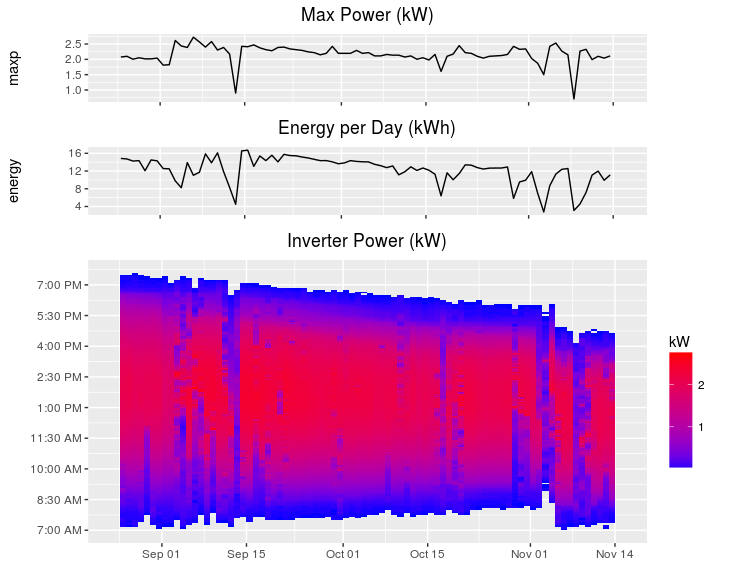 Max Power (kW)
maxp
2.5
2.0
1.5
1.0
Energy per Day (kWh)
energy
16
12
8
4
Inverter Power (kW)
7:00 PM
5:30 PM
4:00 PM
2:30 PM
1:00 PM
11:30 AM
10:00 AM
8:30 AM
7:00 AM
Sep 01 Sep 15 Oct 01 Oct 15 Nov 01 Nov 14
kW
2
1